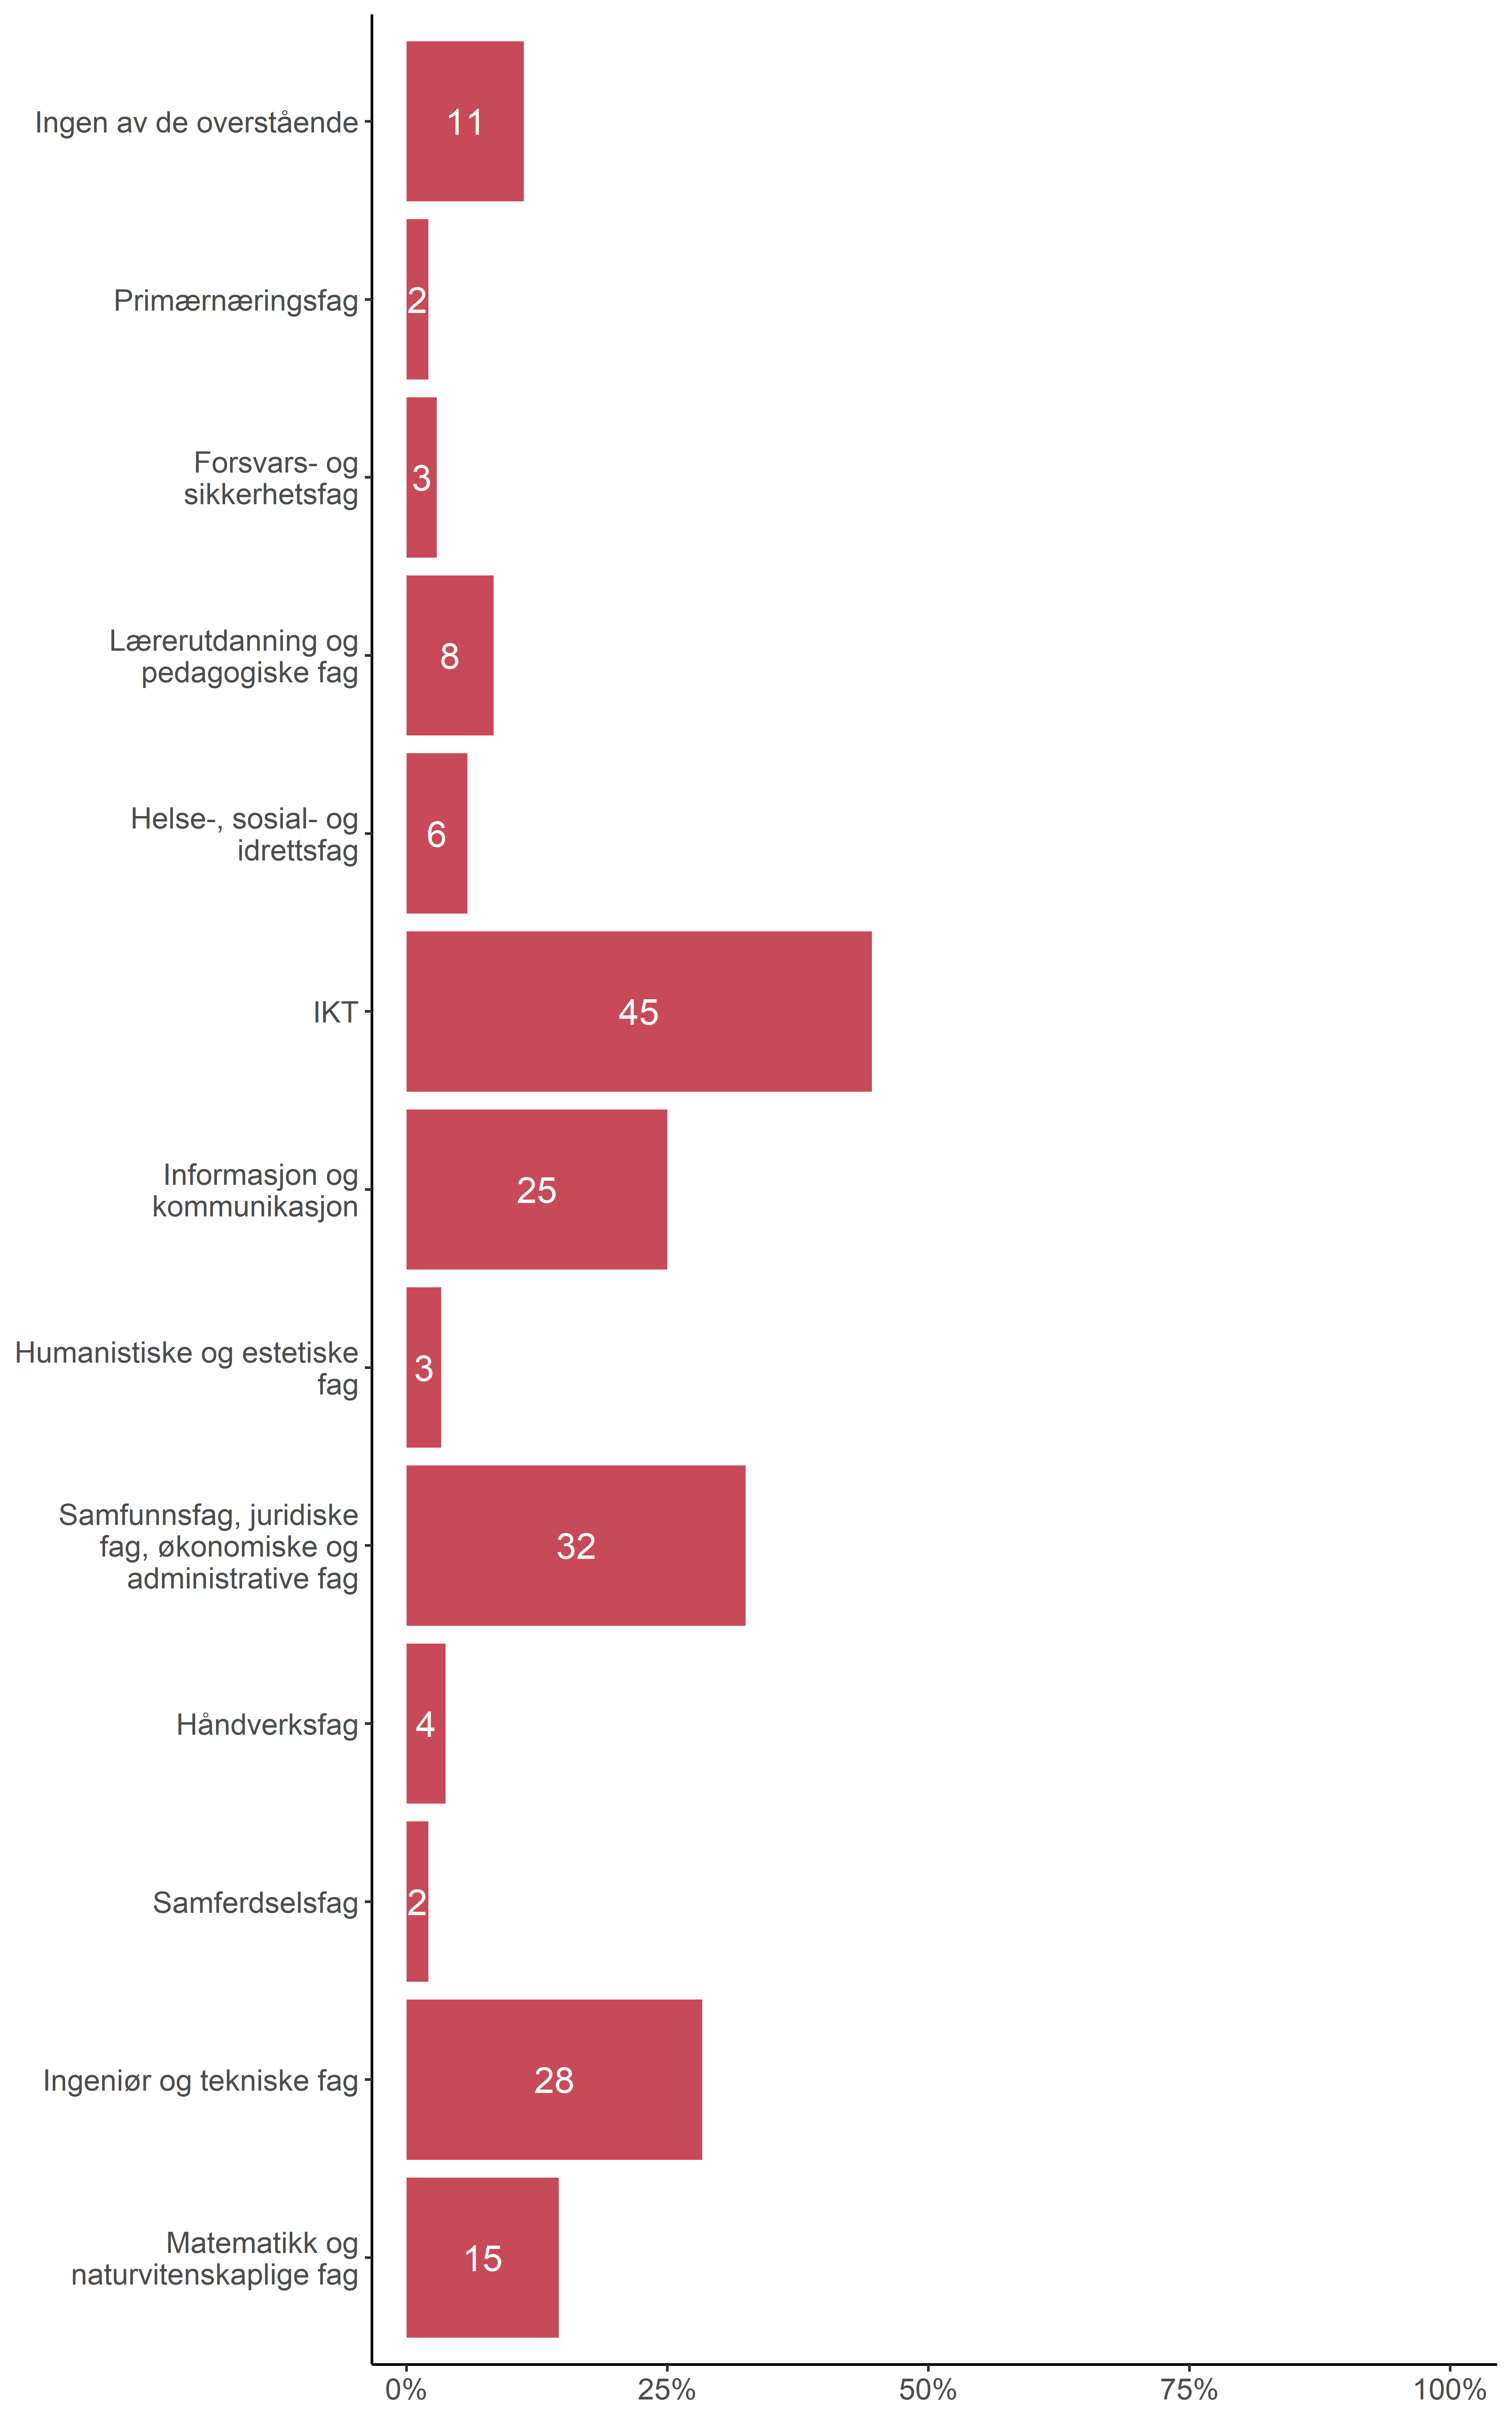 Ingen av de overstående
11
Primærnæringsfag
2
Forsvars- og
sikkerhetsfag
3
Lærerutdanning og
pedagogiske fag
8
Helse-, sosial- og
idrettsfag
6
IKT
45
Informasjon og
kommunikasjon
25
Humanistiske og estetiske
fag
3
Samfunnsfag, juridiske
fag, økonomiske og
administrative fag
32
Håndverksfag
4
Samferdselsfag
2
Ingeniør og tekniske fag
28
Matematikk og
naturvitenskaplige fag
15
0% 25% 50% 75% 100%